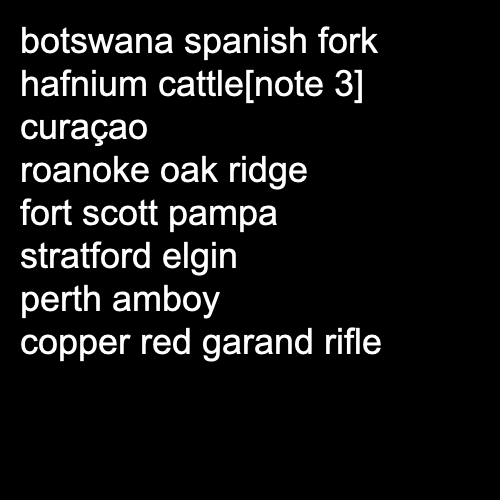 botswana spanish fork
hafnium cattle[note 3]
curaçao
roanoke oak ridge
fort scott pampa
stratford elgin
perth amboy
copper red garand rifle